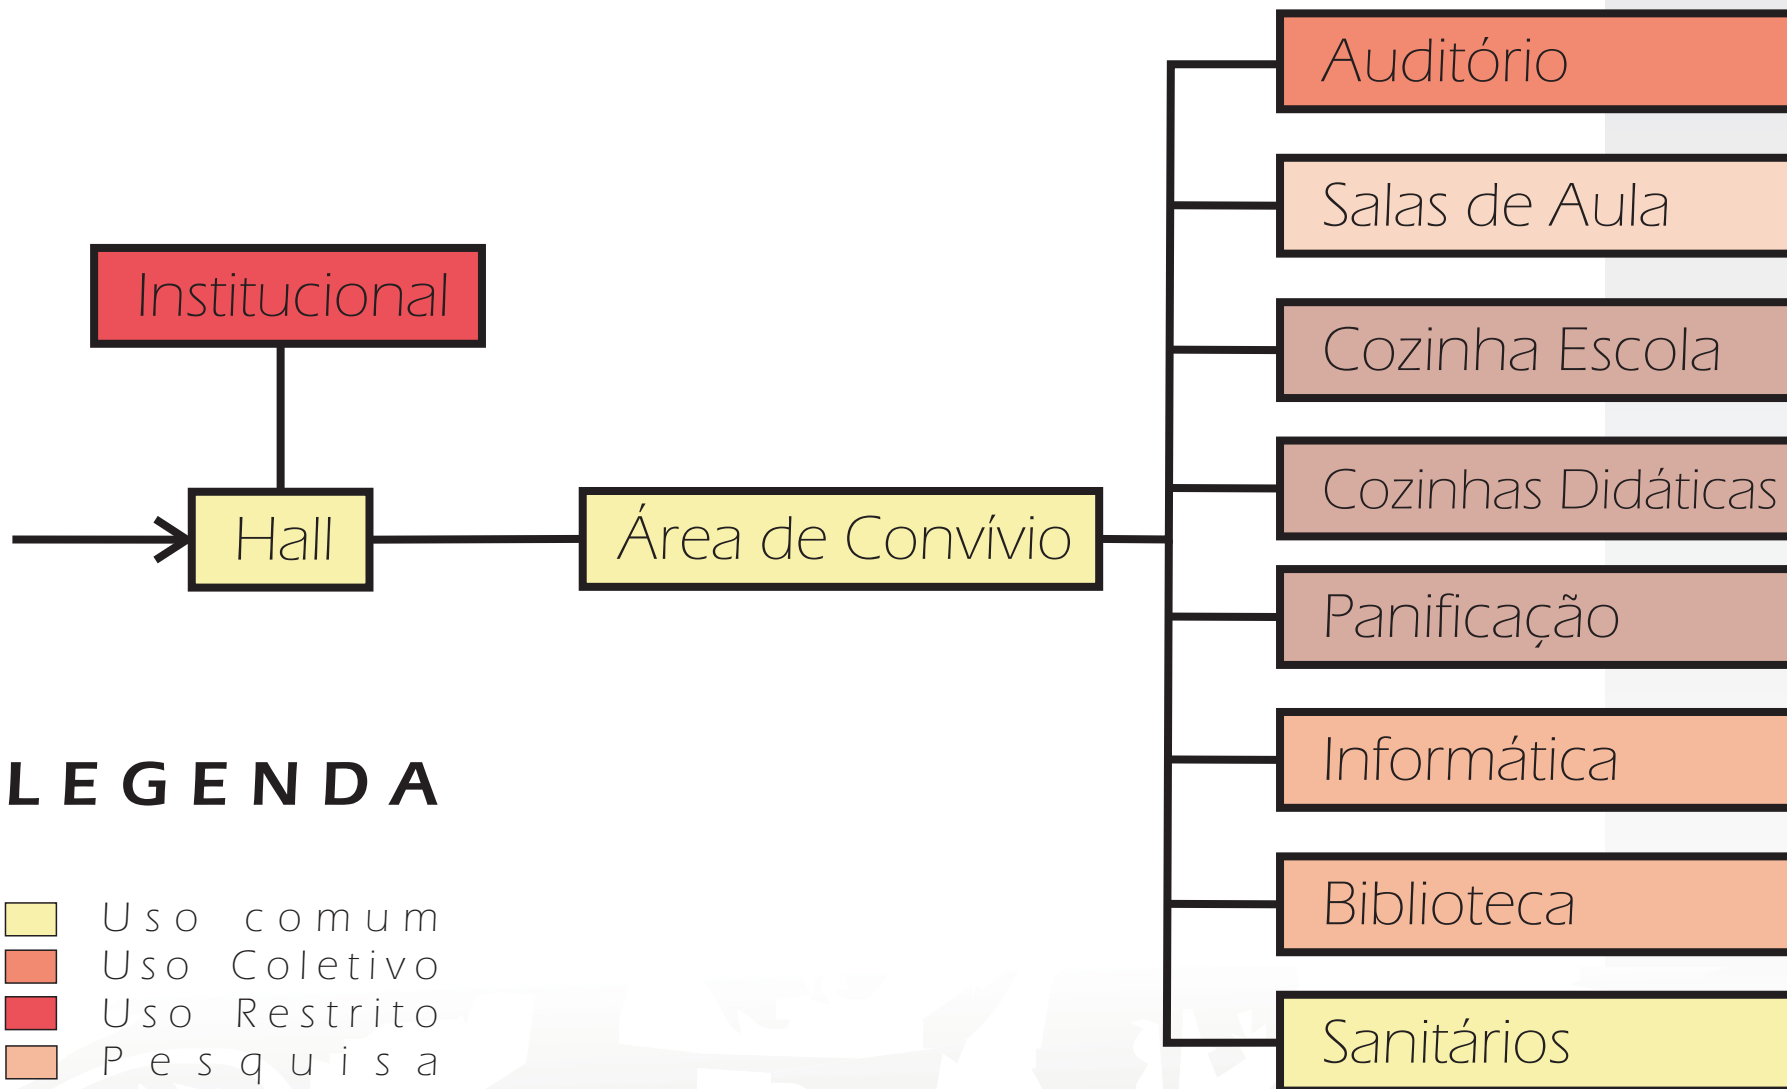 Auditório
Salas de Aula
Institucional
Cozinha Escola
Cozinhas Didáticas
Hall
Área de Convívio
Panificação
Informática
Biblioteca
Sanitários
LEGENDA
Uso comum
Uso Coletivo
Uso Restrito
Pesquisa